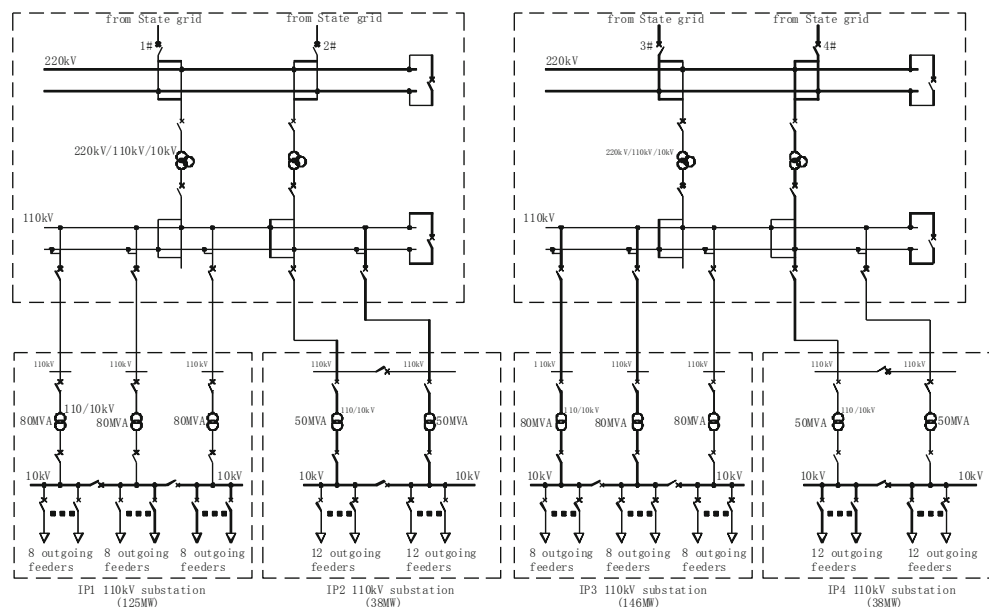 from State grid
from State grid
from State grid
from State grid
1#
2#
3#
4#
220kV
220kV
220kV/110kV/10kV
220kV/110kV/10kV
110kV
110kV
110kV
110kV
110kV
110kV
110kV
110kV
110kV
110kV
110kV
110kV
110/10kV
110/10kV
110/10kV
110/10kV
80MVA
80MVA
80MVA
50MVA
50MVA
80MVA
80MVA
80MVA
50MVA
50MVA
10kV
10kV
10kV
10kV
10kV
10kV
10kV
10kV
8 outgoing
feeders
8 outgoing
feeders
8 outgoing
feeders
12 outgoing
feeders
12 outgoing
feeders
8 outgoing
feeders
8 outgoing
feeders
8 outgoing
feeders
12 outgoing
feeders
12 outgoing
feeders
IP1 110kV substation
(125MW)
IP2 110kV substation
(38MW)
IP3 110kV substation
(146MW)
IP4 110kV substation
(38MW)